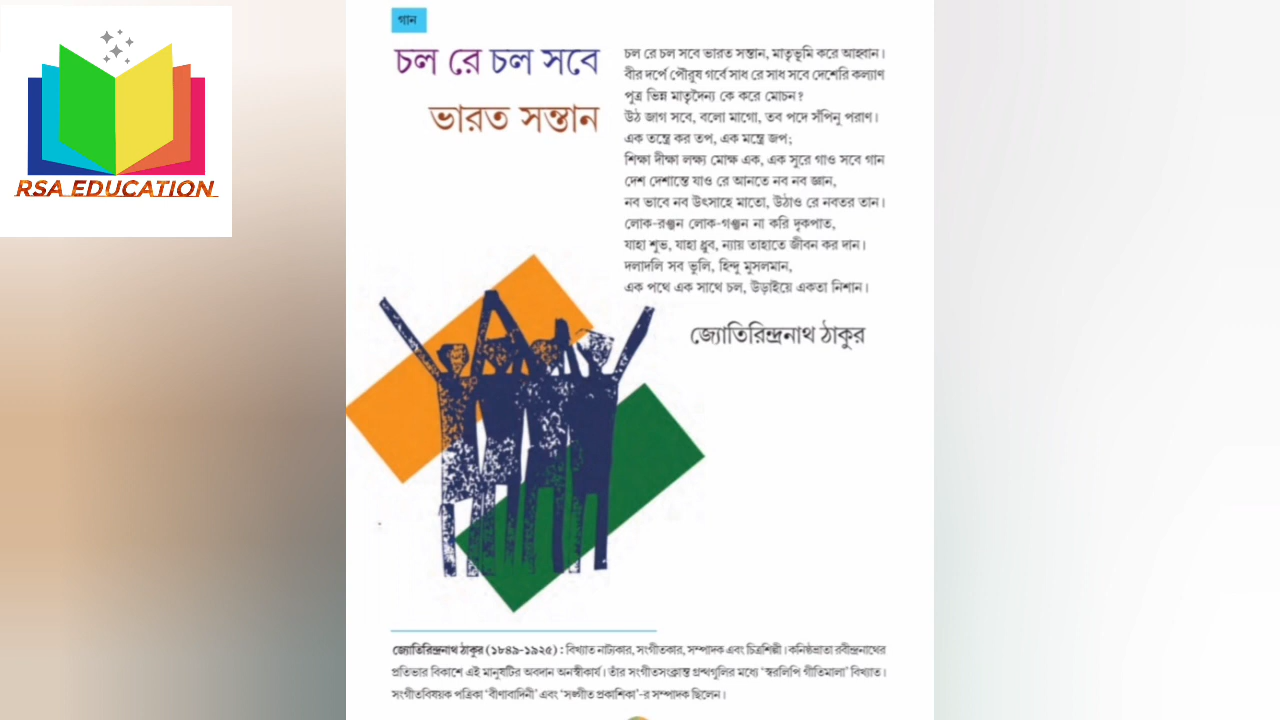 RSA EDUCATION
গান
চল রে চল সবে
ভারত সন্তান
চল রে চল সবে ভারত সন্তান, মাতৃভূমি করে আহ্বান।
বীর দর্পে পৌরুষ গর্বে সাধ রে সাধ সবে দেশেরি কল্যাণ
পুত্র ভিন্ন মাতৃদৈন্য কে করে মোচন?
উঠ জাগ সবে, বলো মাগো, তব পদে সঁপিনু পরাণ।
এক তন্ত্রে কর তপ, এক মন্ত্রে জপ;
শিক্ষা দীক্ষা লক্ষ্য মোক্ষ এক, এক সুরে গাও সবে গান
দেশ দেশান্তে যাও রে আনতে নব নব জ্ঞান,
নব ভাবে নব উৎসাহে মাতো, উঠাও রে নবতর তান।
লোক-রঞ্জন লোক-গঞ্জন না করি দৃকপাত,
যাহা শুভ, যাহা ধ্রুব, ন্যায় তাহাতে জীবন কর দান।
দলাদলি সব ভুলি, হিন্দু মুসলমান,
এক পথে এক সাথে চল, উড়াইয়ে একতা নিশান।
জ্যোতিরিন্দ্রনাথ ঠাকুর
জ্যোতিরিন্দ্রনাথ ঠাকুর (১৮৪৯-১৯২৫) : বিখ্যাত নাট্যকার, সংগীতকার, সম্পাদক এবং চিত্রশিল্পী। কনিষ্ঠভ্রাতা রবীন্দ্রনাথের
প্রতিভার বিকাশে এই মানুষটির অবদান অনস্বীকার্য। তাঁর সংগীতসংক্রান্ত গ্রন্থগুলির মধ্যে ‘স্বরলিপি গীতিমালা’ বিখ্যাত।
সংগীতবিষয়ক পত্রিকা ‘বীণাবাদিনী’ এবং ‘সঙ্গীত প্রকাশিকা’-র সম্পাদক ছিলেন।